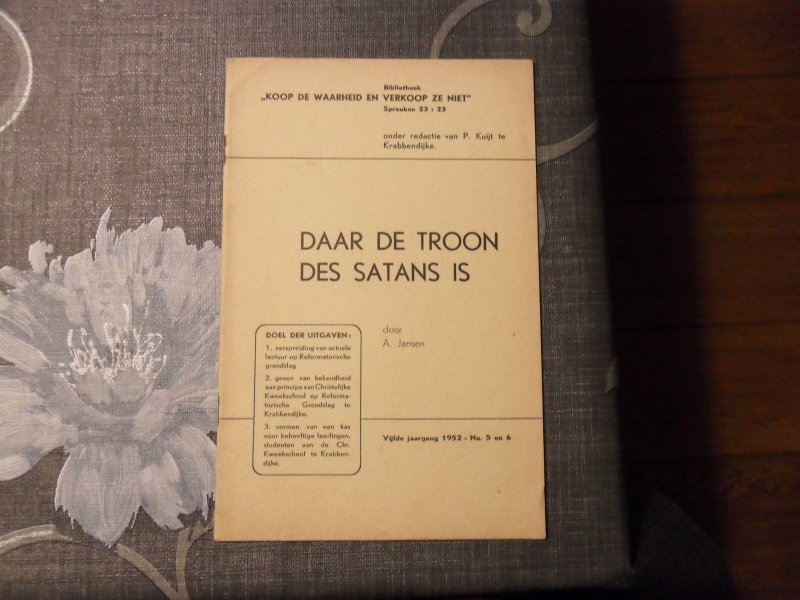 Bibliotheek
„KOOP DE WAARHEID EN VERKOOP ZE NIET"
Spreuken 23 : 23
onder redactie van P. Kuijt te
Krabbendijke.
DAAR DE TROON
DES SATANS IS
door
A. Jansen
DOEL DER UITGAVEN:
1. verspreiding van actuele
lectuur op Reformatorische
grondslag
2. geven van bekendheid
aan principe van Christelijke
Kweekschool op Reforma-
torische Grondslag te
Krabbendijke.
3. vormen van een kas
voor behoeftige leerlingen,
studenten aan de Chr.
Kweekschool te Krabben-
dijke.
Vijfde jaargang 1952 - No. 5 en 6